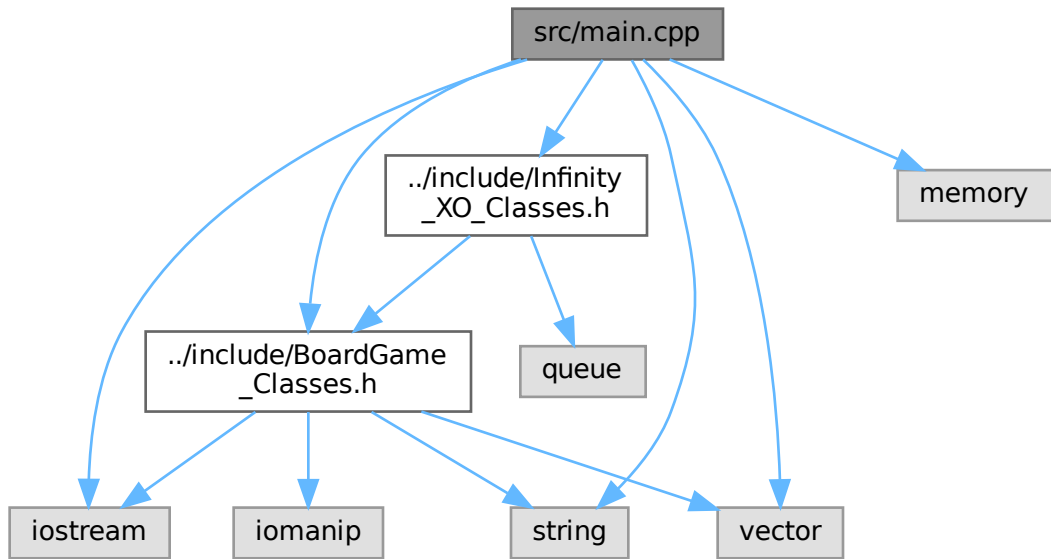 src/main.cpp
../include/Infinity
_XO_Classes.h
memory
../include/BoardGame
_Classes.h
queue
iostream
iomanip
string
vector